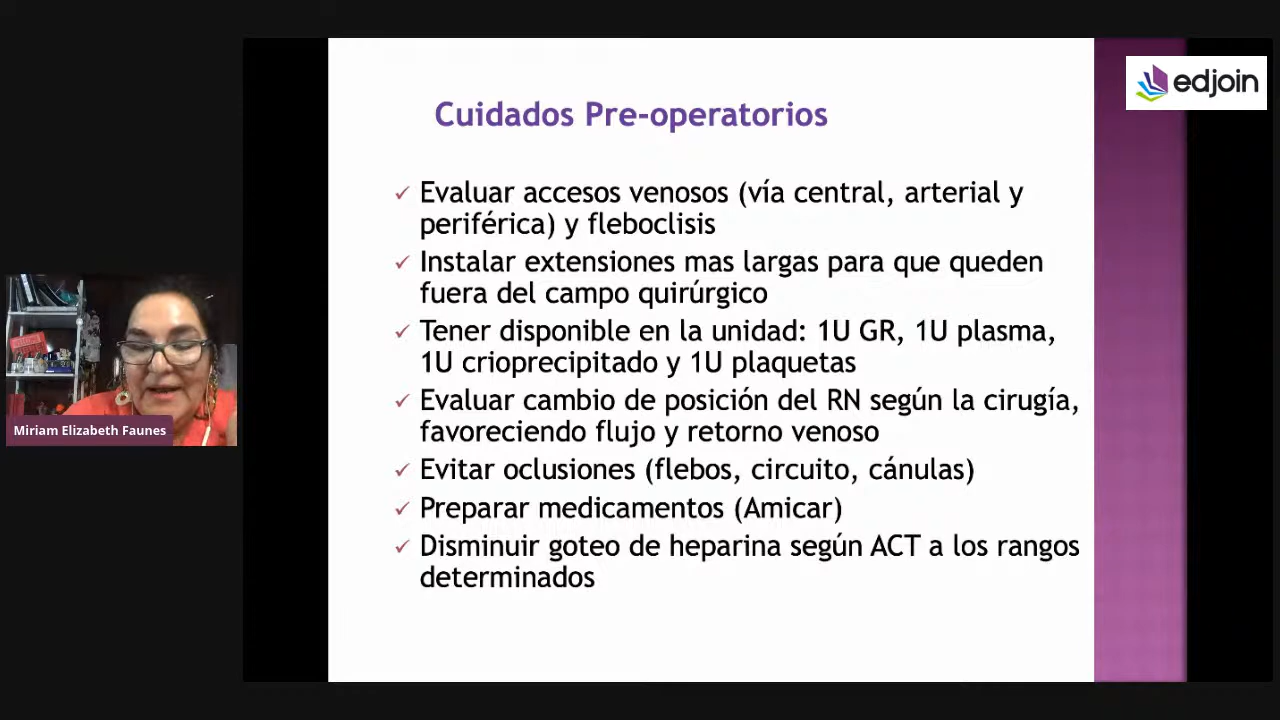 edjoin
Cuidados Pre-operatorios
Evaluar accesos venosos (vía central, arterial y
periférica) y fleboclisis
Instalar extensiones mas largas para que queden
fuera del campo quirúrgico
Tener disponible en la unidad: 1U GR, 1U plasma,
1U crioprecipitado y 1U plaquetas
Evaluar cambio de posición del RN según la cirugía,
favoreciendo flujo y retorno venoso
Evitar oclusiones (flebos, circuito, cánulas)
Preparar medicamentos (Amicar)
Disminuir goteo de heparina según ACT a los rangos
determinados
Miriam Elizabeth Faunes